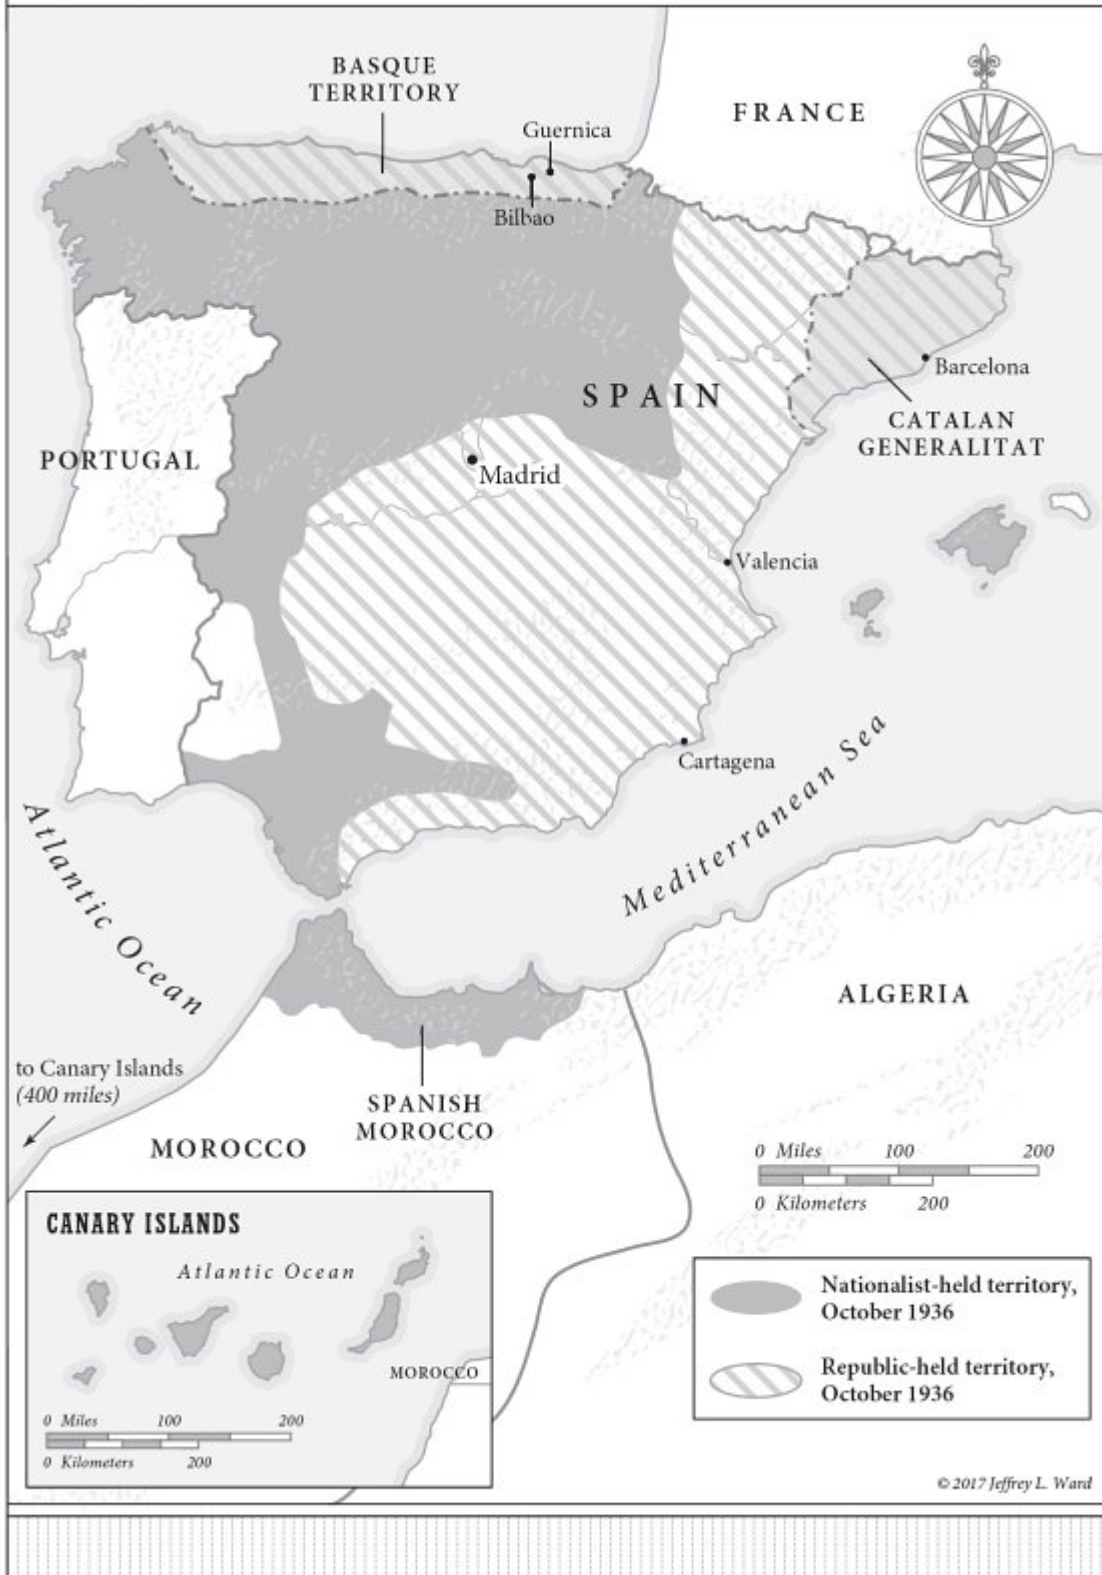 BASQUE
TERRITORY
Guernica
FRANCE
Bilbao
SPAIN
Barcelona
CATALAN
GENERALITAT
PORTUGAL
Madrid
Valencia
Cartagena
Mediterranean Sea
Atlantic Ocean
ALGERIA
to Canary Islands
(400 miles)
SPANISH
MOROCCO
MOROCCO
0 Miles 100 200
0 Kilometers 200
CANARY ISLANDS
Atlantic Ocean
MOROCCO
0 Miles 100 200
0 Kilometers 200
Nationalist-held territory,
October 1936
Republic-held territory,
October 1936
© 2017 Jeffrey L. Ward